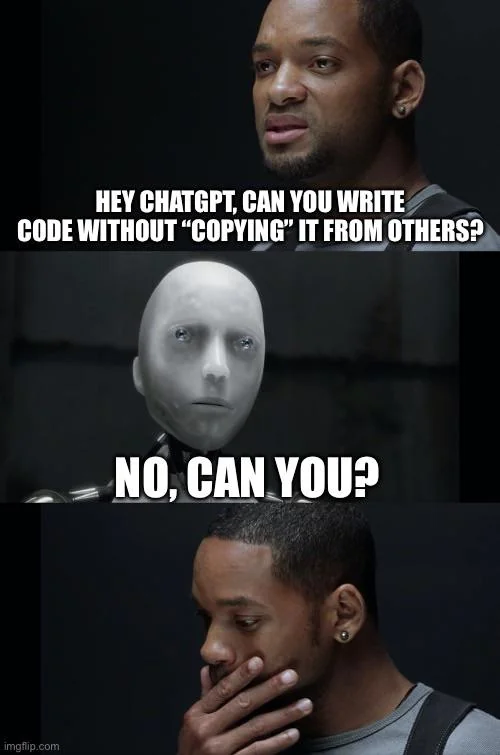 HEY CHATGPT, CAN YOU WRITE
CODE WITHOUT “COPYING” IT FROM OTHERS?
NO, CAN YOU?
imgflip.com